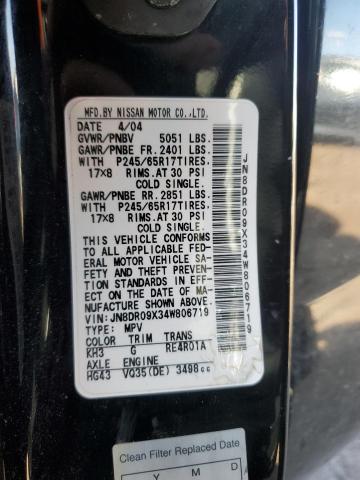 MFD.BY NISSAN MOTOR CO.,LTD.
DATE 4/04
GVWR/PNBV 5051 LBS.
GAWR/PNBE FR.2401 LBS.
WITH P245/65R17TIRES,
17×8 RIMS.AT 30 PSI
COLD SINGLE.
GAWR/PNBE RR.2851 LBS.
WITH P245/65R17TIRES,
17×8 RIMS.AT 30 PSI
COLD SINGLE.
THIS VEHICLE CONFORMS
TO ALL APPLICABLE FED-
ERAL MOTOR VEHICLE SA-
FETY AND THEFT PREVENTION
STANDARDS IN EFF-
ECT ON THE DATE OF MA-
NUFACTURE SHOWN ABOVE.
VIN:JN8DR09X34W806719
TYPE: MPV
COLOR TRIM TRANS
KH3 G RE4R01A
AXLE ENGINE
HG43 VQ35(DE) 3498cc
JN8DR09X34W806719
Clean Filter Replaced Date
Y M D